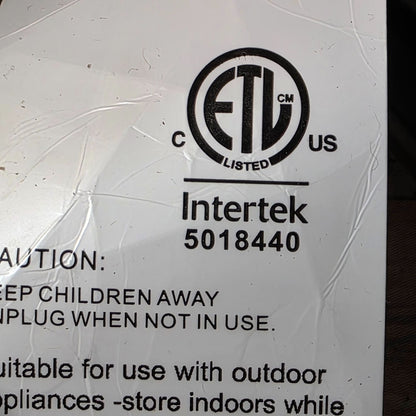 ETL CM
C US
LISTED
Intertek
5018440
AUTION:
EEP CHILDREN AWAY
NPLUG WHEN NOT IN USE.
uitable for use with outdoor
ppliances -store indoors while